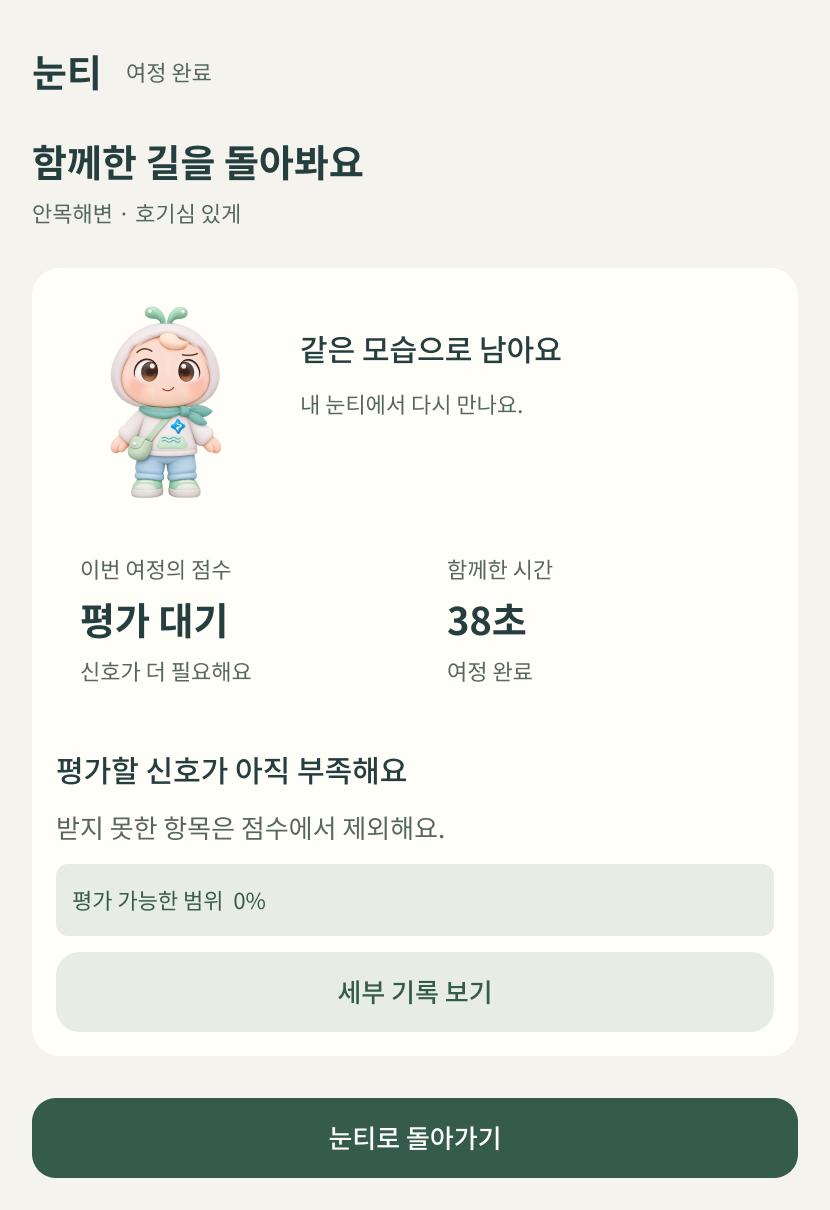 눈티 여정 완료
함께한 길을 돌아봐요
안목해변 · 호기심 있게
같은 모습으로 남아요
내 눈티에서 다시 만나요.
이번 여정의 점수
평가 대기
신호가 더 필요해요
함께한 시간
38초
여정 완료
평가할 신호가 아직 부족해요
받지 못한 항목은 점수에서 제외해요.
평가 가능한 범위 0%
세부 기록 보기
눈티로 돌아가기